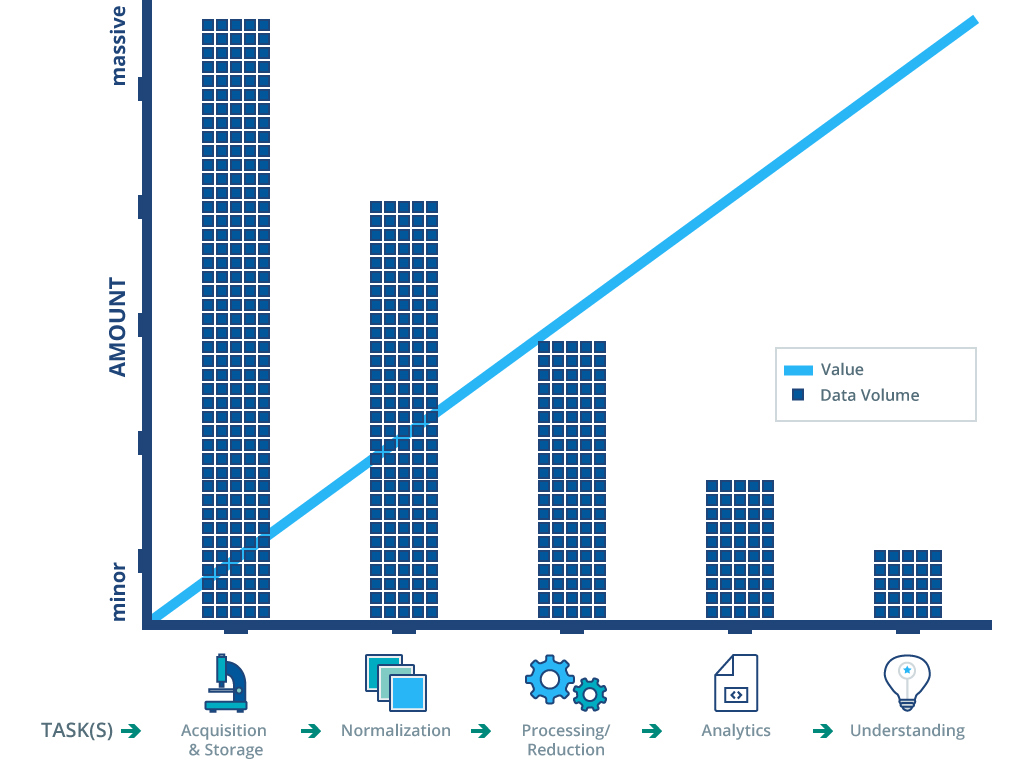 massive
AMOUNT
minor
Value
Data Volume
TASK(S)
Acquisition
& Storage
Normalization
Processing/
Reduction
Analytics
Understanding